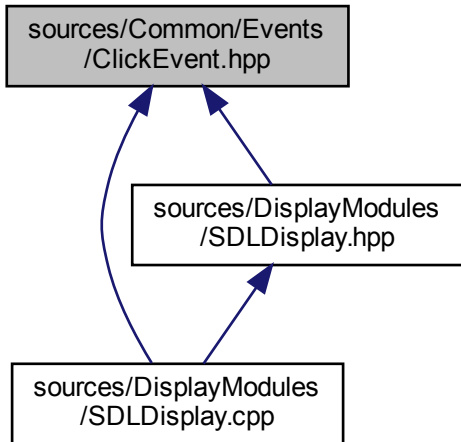 sources/Common/Events
/ClickEvent.hpp
sources/DisplayModules
/SDLDisplay.hpp
sources/DisplayModules
/SDLDisplay.cpp